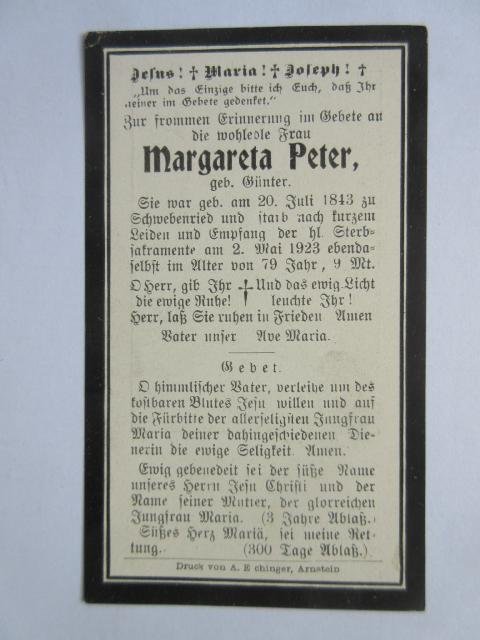 Jesus! † Maria! † Joseph! †
„Um das Einzige bitte ich Euch, daß Ihr
meiner im Gebete gedenket.“
Zur frommen Erinnerung im Gebete an
die wohledle Frau
Margareta Peter,
geb. Günter.
Sie war geb. am 20. Juli 1843 zu
Schwebenried und starb nach kurzem
Leiden und Empfang der hl. Sterb-
sakramente am 2. Mai 1923 ebenda-
selbst im Alter von 79 Jahr, 9 Mt.
O Herr, gib Ihr † Und das ewig. Licht
die ewige Ruhe! leuchte Ihr!
Herr, laß Sie ruhen in Frieden Amen
Vater unser Ave Maria.
Gebet.
O himmlischer Vater, verleihe um des
kostbaren Blutes Jesu willen und auf
die Fürbitte der allerseligsten Jungfrau
Maria deiner dahingeschiedenen Die-
nerin die ewige Seligkeit. Amen.
Ewig gebenedeit sei der süße Name
unseres Herrn Jesu Christi und der
Name seiner Mutter, der glorreichen
Jungfrau Maria. (3 Jahre Ablaß.)
Süßes Herz Mariä, sei meine Ret-
tung. (300 Tage Ablaß.)
Druck von A. E chinger, Arnstein